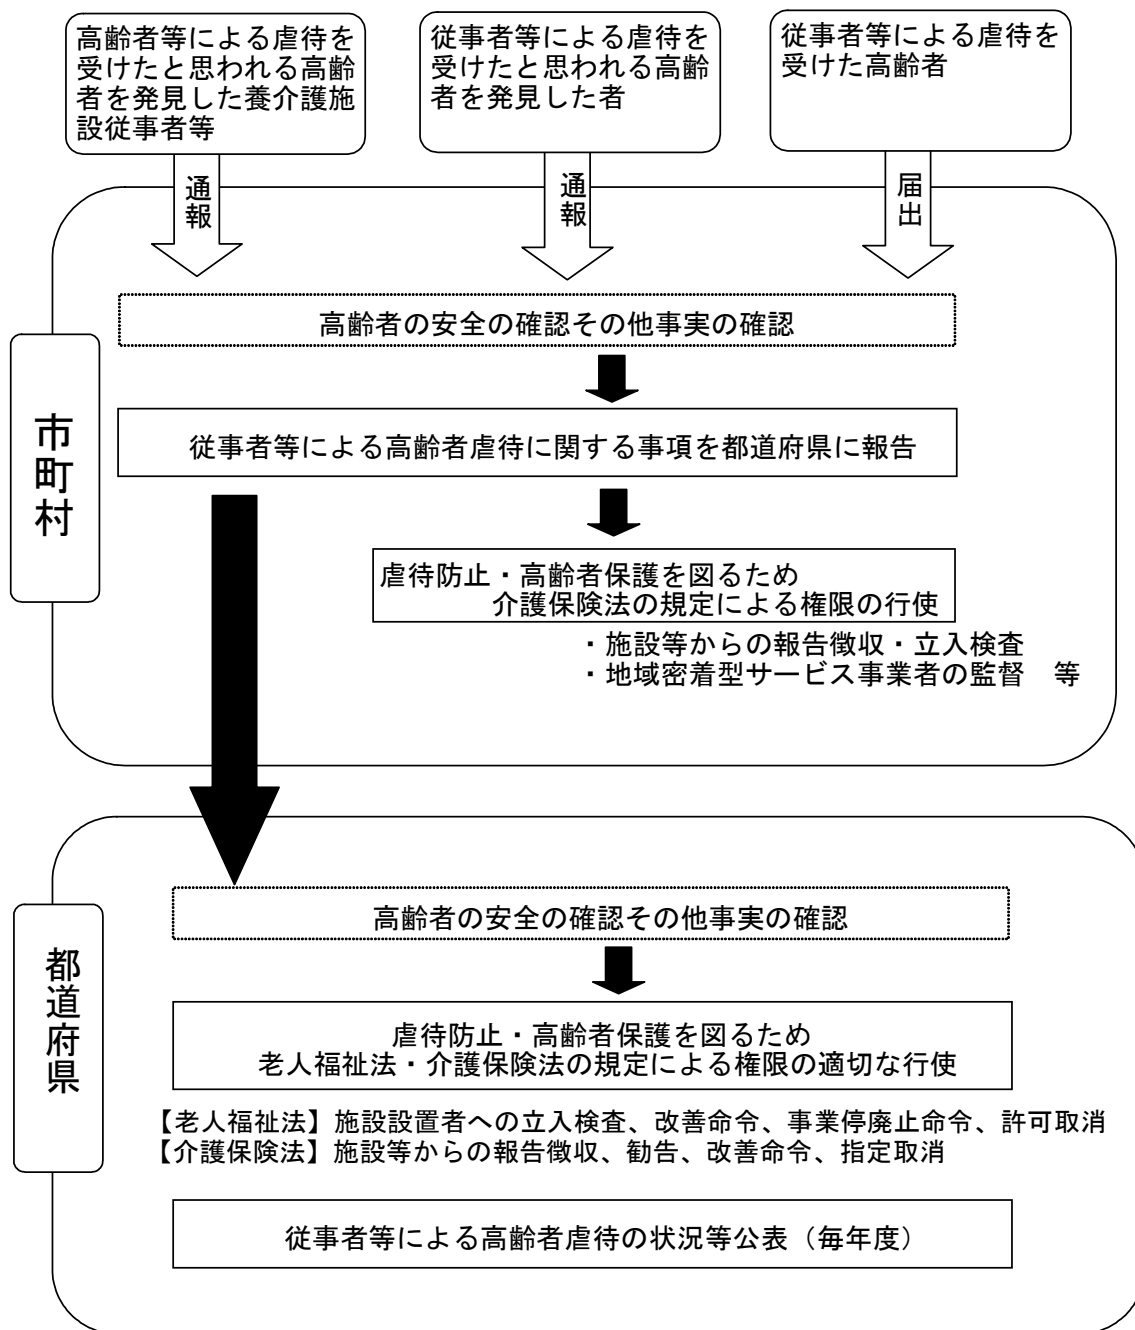 高齢者等による虐待を
受けたと思われる高齢
者を発見した養介護施
設従事者等
従事者等による虐待を
受けたと思われる高齢
者を発見した者
従事者等による虐待を
受けた高齢者
通報
通報
届出
市町村
高齢者の安全の確認その他事実の確認
従事者等による高齢者虐待に関する事項を都道府県に報告
虐待防止・高齢者保護を図るため
介護保険法の規定による権限の行使
・施設等からの報告徴収・立入検査
・地域密着型サービス事業者の監督　等
都道府県
高齢者の安全の確認その他事実の確認
虐待防止・高齢者保護を図るため
老人福祉法・介護保険法の規定による権限の適切な行使
【老人福祉法】施設設置者への立入検査、改善命令、事業停廃止命令、許可取消
【介護保険法】施設等からの報告徴収、勧告、改善命令、指定取消
従事者等による高齢者虐待の状況等公表（毎年度）